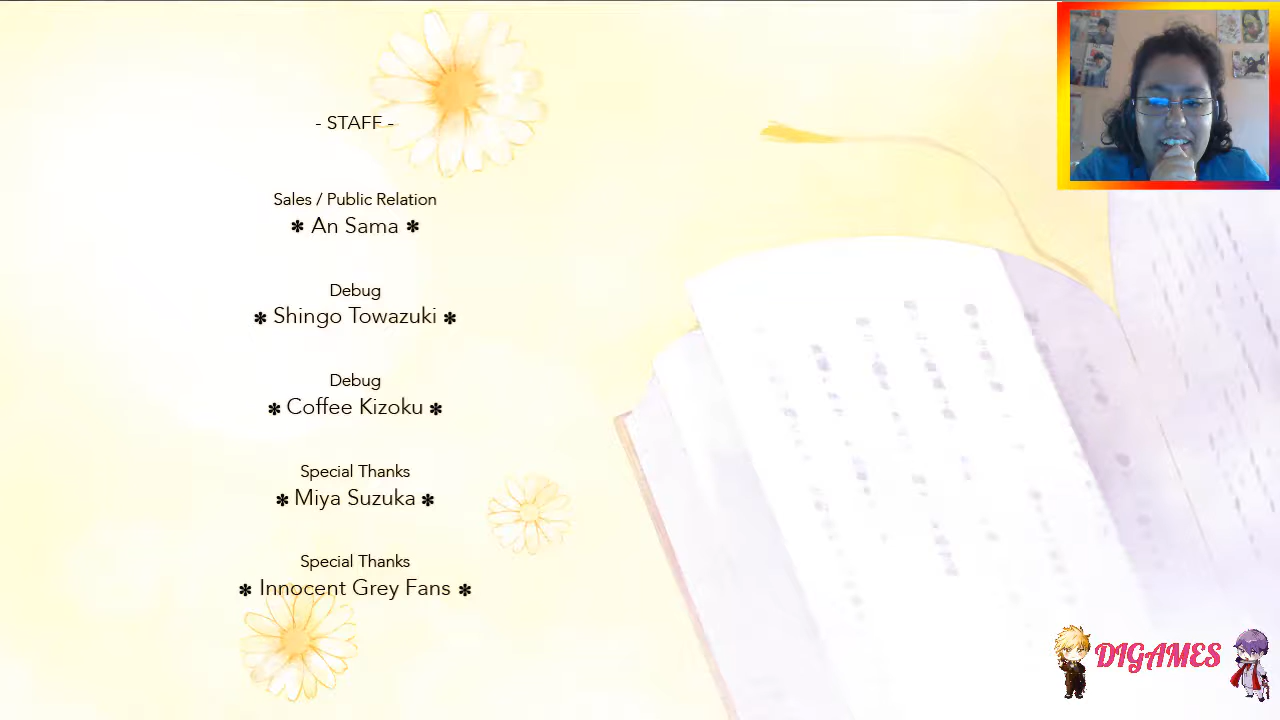 - STAFF -
Sales / Public Relation
✽ An Sama ✽
Debug
✽ Shingo Towazuki ✽
Debug
✽ Coffee Kizoku ✽
Special Thanks
✽ Miya Suzuka ✽
Special Thanks
✽ Innocent Grey Fans ✽
DIGAMES